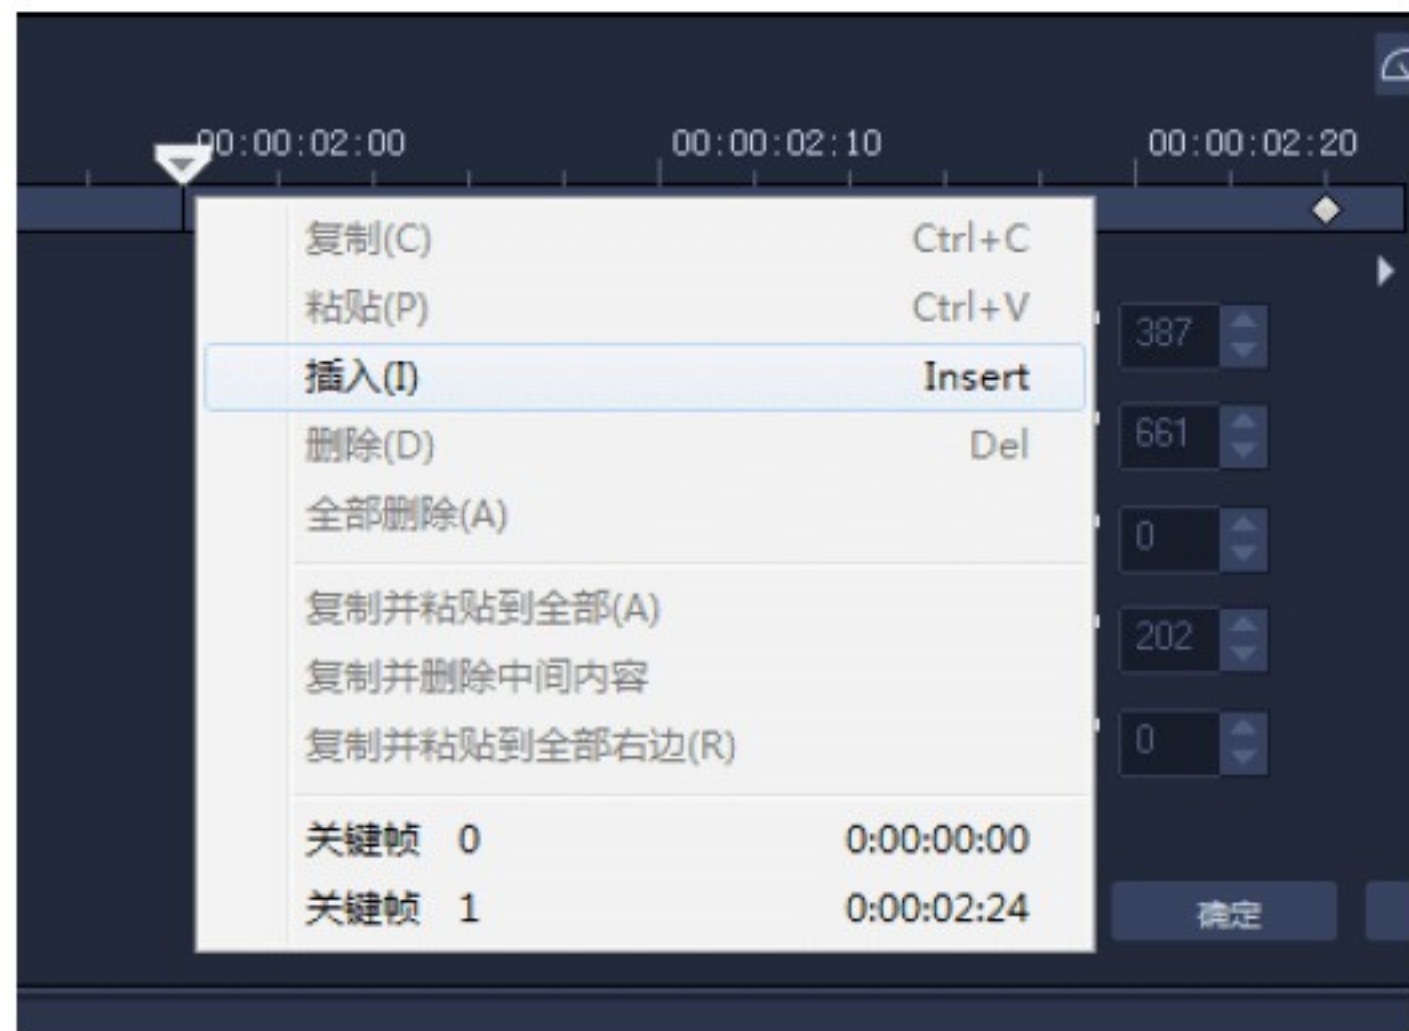 00:00:02:00 00:00:02:10 00:00:02:20
复制(C) Ctrl+C
粘贴(P) Ctrl+V
387
插入(I) Insert
删除(D) Del
661
全部删除(A)
0
复制并粘贴到全部(A)
202
复制并删除中间内容
复制并粘贴到全部右边(R)
0
关键帧 0 0:00:00:00
关键帧 1 0:00:02:24
确定